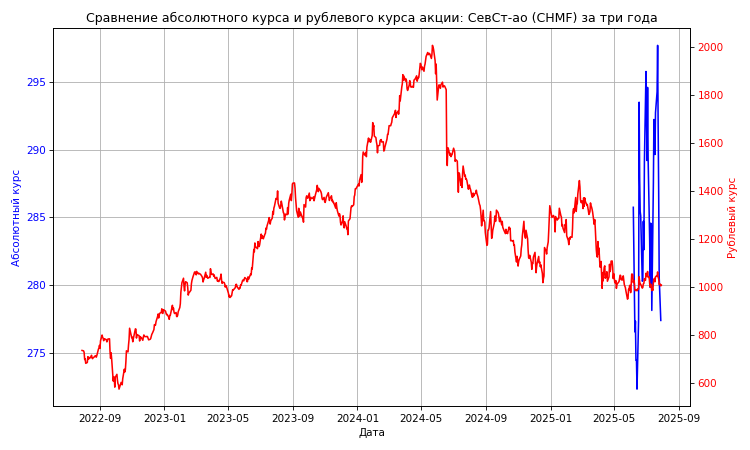 Сравнение абсолютного курса и рублевого курса акции: СевСт-ао (CHMF) за три года
295
290
285
280
275
Абсолютный курс
2000
1800
1600
1400
1200
1000
800
600
Рублевый курс
2022-09 2023-01 2023-05 2023-09 2024-01 2024-05 2024-09 2025-01 2025-05 2025-09
Дата